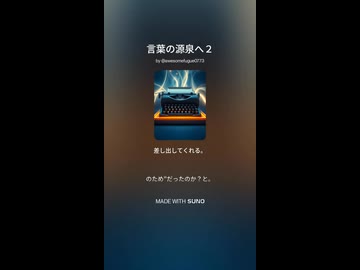 言葉の源泉へ２
by @awesomefugue0773
差し出してくれる。
のため”だったのか？と。
MADE WITH SUNO